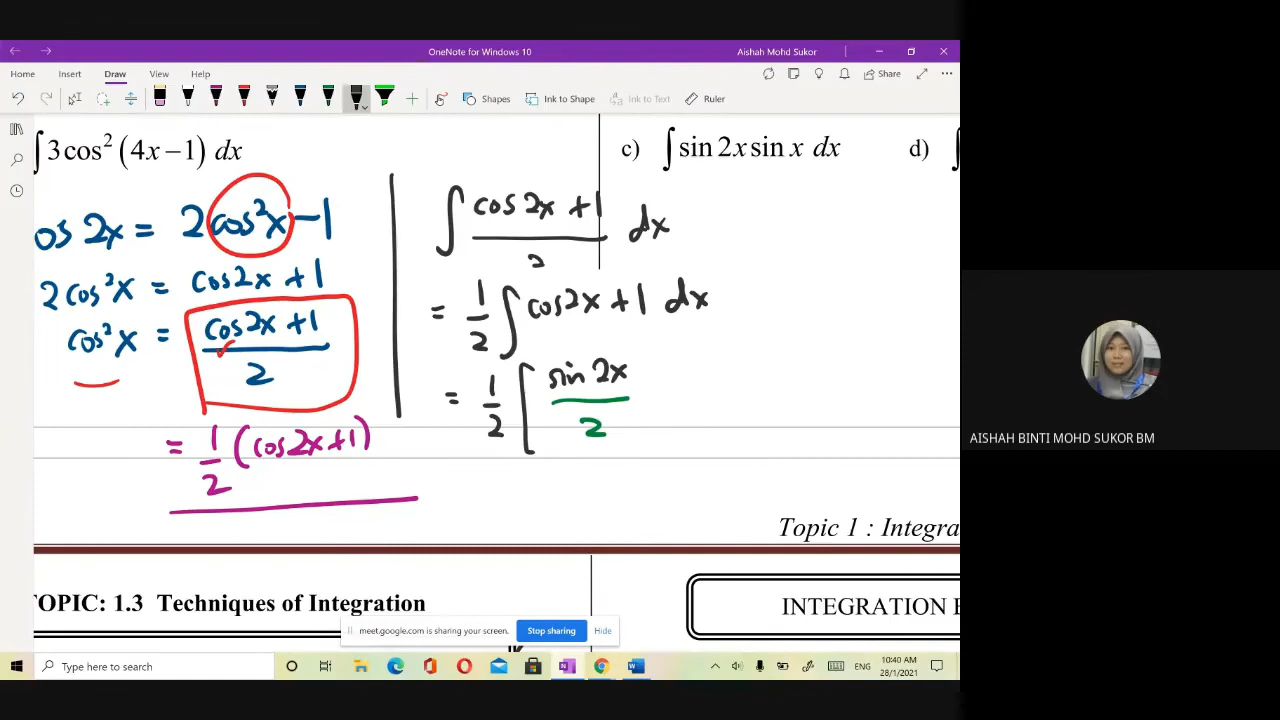 OneNote for Windows 10
Aishah Mohd Sukor
Home Insert Draw View Help
Share
Shapes Ink to Shape Ink to Text Ruler
∫3cos² (4x−1) dx
c) ∫sin 2x sin x dx
d) ∫
os 2x = 2cos²x −1
2cos²x = cos2x +1
cos²x = cos2x +1 / 2
= 1/2 (cos2x+1)
∫ cos2x +1 / 2 dx
= 1/2 ∫ cos2x +1 dx
= 1/2 [ sin 2x / 2
Topic 1 : Integra
TOPIC: 1.3 Techniques of Integration
INTEGRATION
meet.google.com is sharing your screen. Stop sharing Hide
AISHAH BINTI MOHD SUKOR BM
Type here to search
ENG
10:40 AM
28/1/2021